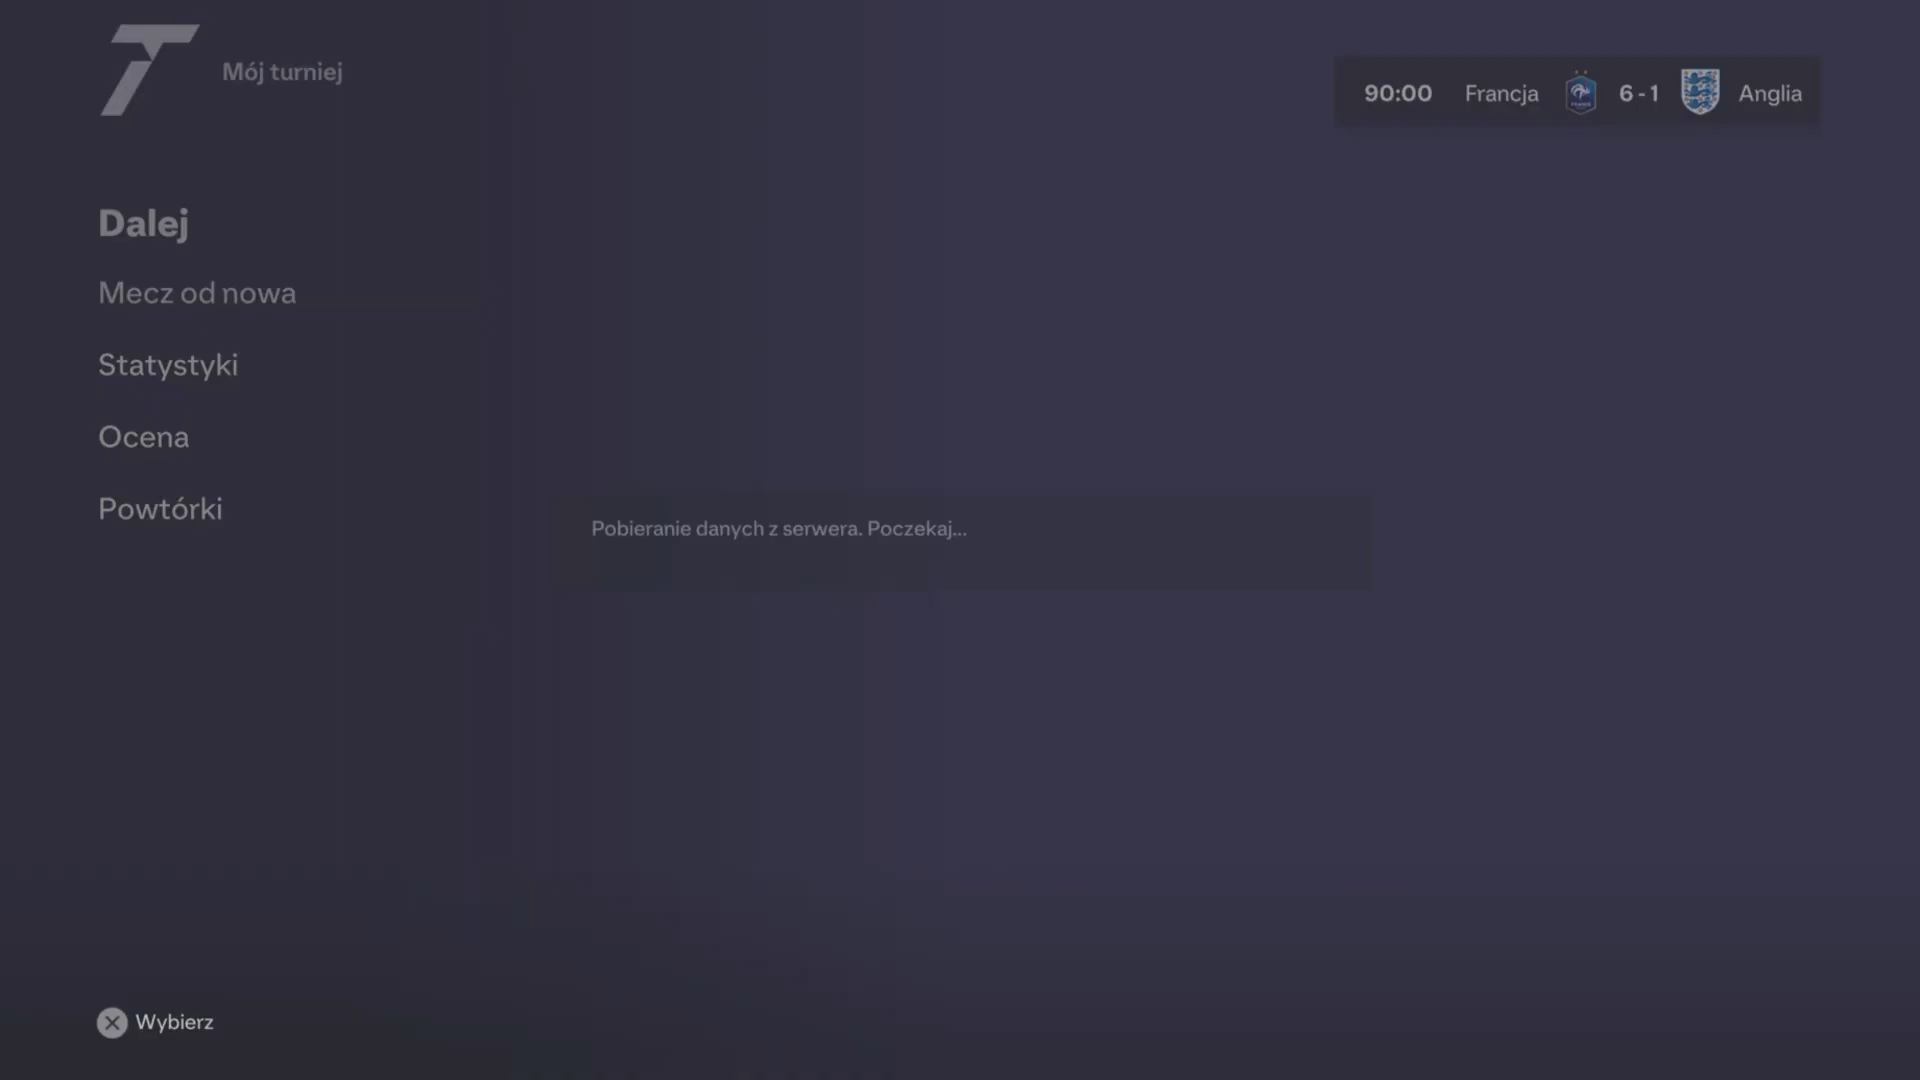 Mój turniej
90:00 Francja 6 - 1 Anglia
Dalej
Mecz od nowa
Statystyki
Ocena
Powtórki
Pobieranie danych z serwera. Poczekaj...
Wybierz